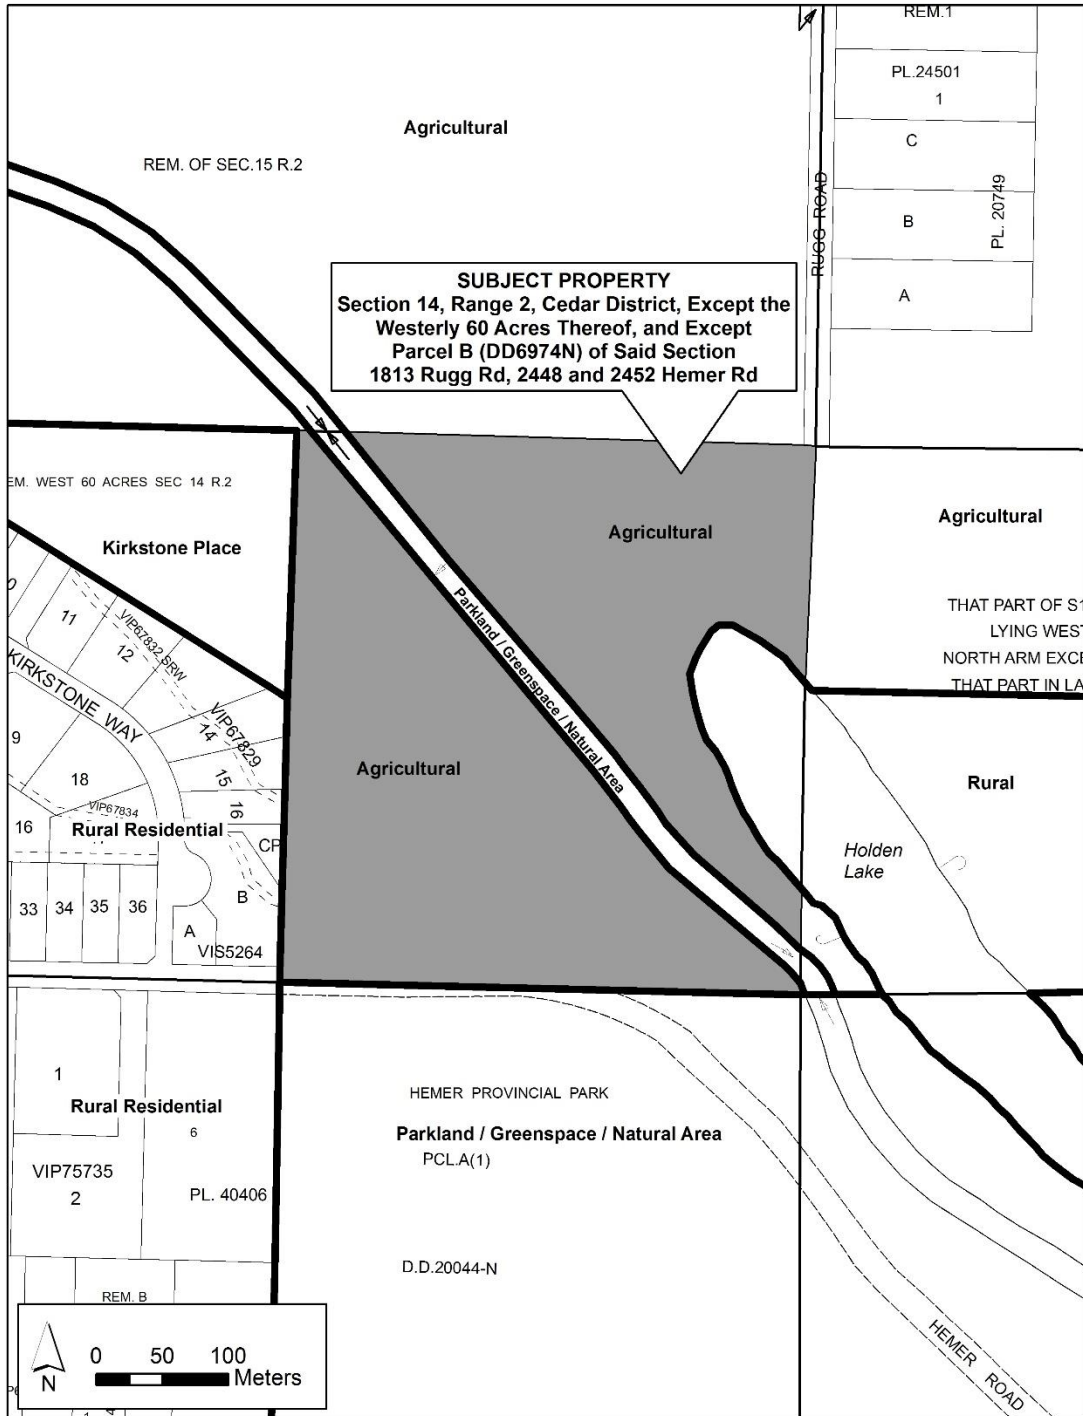 REM.1
PL.24501
1
Agricultural
C
REM. OF SEC.15 R.2
RUGG ROAD
PL. 20749
B
A
SUBJECT PROPERTY
Section 14, Range 2, Cedar District, Except the
Westerly 60 Acres Thereof, and Except
Parcel B (DD6974N) of Said Section
1813 Rugg Rd, 2448 and 2452 Hemer Rd
EM. WEST 60 ACRES SEC 14 R.2
Agricultural
Agricultural
Kirkstone Place
THAT PART OF S1
LYING WEST
NORTH ARM EXCE
THAT PART IN LA
Parkland / Greenspace / Natural Area
0
11
12
VIP67832 SRW
KIRKSTONE WAY
14
VIP67829
9
15
18
Agricultural
Rural
16
VIP67834
16
Rural Residential
CP
Holden
Lake
33
34
35
36
B
A
VIS5264
1
HEMER PROVINCIAL PARK
Rural Residential
6
Parkland / Greenspace / Natural Area
PCL.A(1)
VIP75735
2
PL. 40406
D.D.20044-N
REM. B
HEMER ROAD
0 50 100
Meters
N
1
4